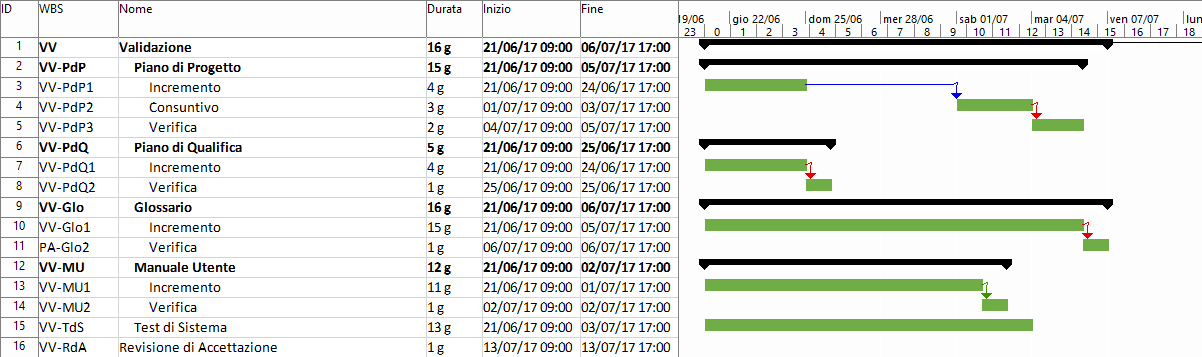 ID WBS Nome Durata Inizio Fine
19/06 gio 22/06 dom 25/06 mer 28/06 sab 01/07 mar 04/07 ven 07/07 lun
23 0 1 2 3 4 5 6 7 8 9 10 11 12 13 14 15 16 17 18
1 VV Validazione 16 g 21/06/17 09:00 06/07/17 17:00
2 VV-PdP Piano di Progetto 15 g 21/06/17 09:00 05/07/17 17:00
3 VV-PdP1 Incremento 4 g 21/06/17 09:00 24/06/17 17:00
4 VV-PdP2 Consuntivo 3 g 01/07/17 09:00 03/07/17 17:00
5 VV-PdP3 Verifica 2 g 04/07/17 09:00 05/07/17 17:00
6 VV-PdQ Piano di Qualifica 5 g 21/06/17 09:00 25/06/17 17:00
7 VV-PdQ1 Incremento 4 g 21/06/17 09:00 24/06/17 17:00
8 VV-PdQ2 Verifica 1 g 25/06/17 09:00 25/06/17 17:00
9 VV-Glo Glossario 16 g 21/06/17 09:00 06/07/17 17:00
10 VV-Glo1 Incremento 15 g 21/06/17 09:00 05/07/17 17:00
11 PA-Glo2 Verifica 1 g 06/07/17 09:00 06/07/17 17:00
12 VV-MU Manuale Utente 12 g 21/06/17 09:00 02/07/17 17:00
13 VV-MU1 Incremento 11 g 21/06/17 09:00 01/07/17 17:00
14 VV-MU2 Verifica 1 g 02/07/17 09:00 02/07/17 17:00
15 VV-TdS Test di Sistema 13 g 21/06/17 09:00 03/07/17 17:00
16 VV-RdA Revisione di Accettazione 1 g 13/07/17 09:00 13/07/17 17:00